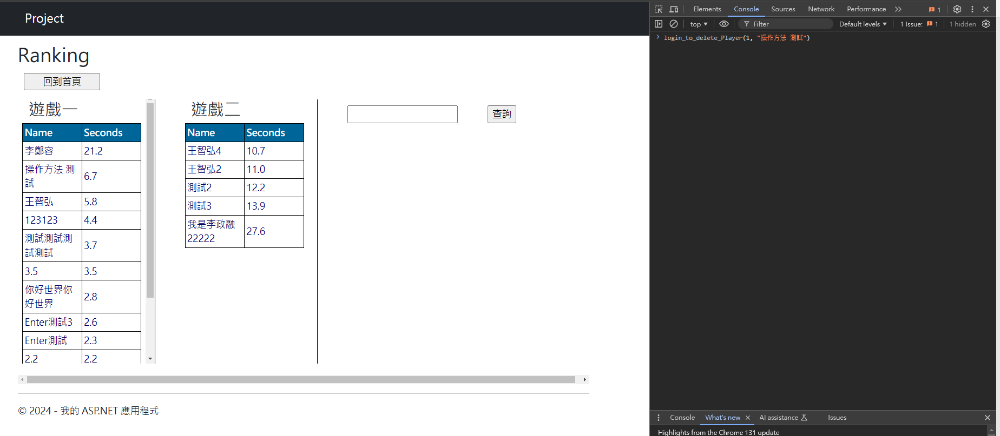 Project
Ranking
回到首頁
遊戲一
Name Seconds
李鄭容 21.2
操作方法 測
試
6.7
王智弘 5.8
123123 4.4
測試測試測
試測試
3.7
3.5 3.5
你好世界你
好世界
2.8
Enter測試3 2.6
Enter測試 2.3
2.2 2.2
遊戲二
Name Seconds
王智弘4 10.7
王智弘2 11.0
測試2 12.2
測試3 13.9
我是李政融
22222
27.6
查詢
© 2024 - 我的 ASP.NET 應用程式
Elements Console Sources Network Performance 1
top Filter Default levels 1 Issue: 1 1 hidden
login_to_delete_Player(1, "操作方法 測試")
Console What's new AI assistance Issues
Highlights from the Chrome 131 update